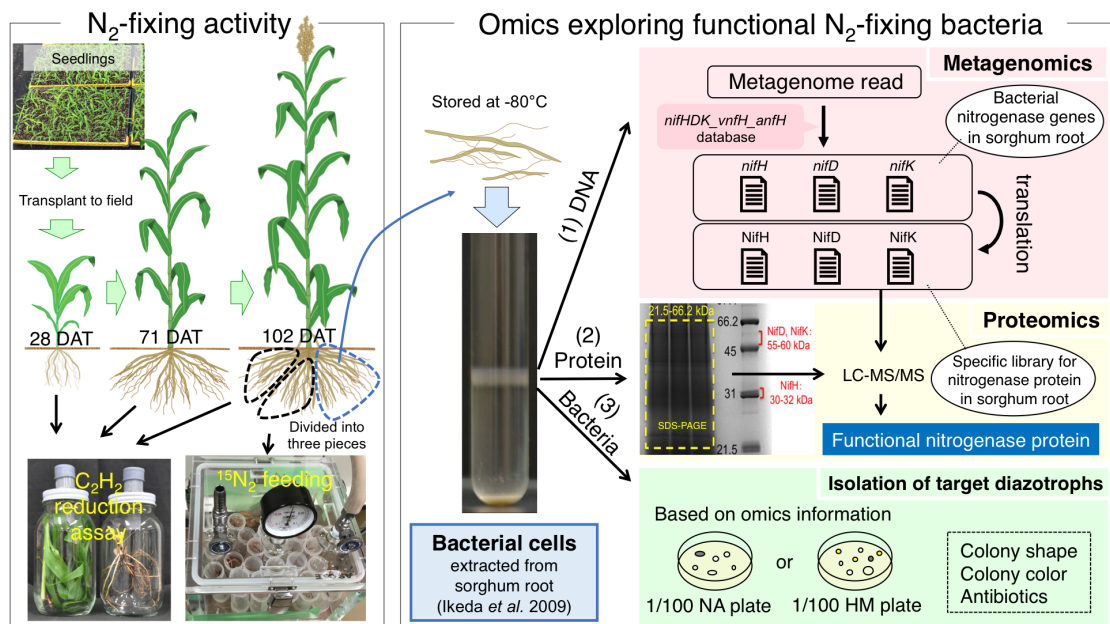 N₂-fixing activity
Seedlings
Transplant to field
28 DAT
71 DAT
102 DAT
Divided into
three pieces
C₂H₂
reduction
assay
¹⁵N₂ feeding
Omics exploring functional N₂-fixing bacteria
Stored at -80°C
Bacterial cells
extracted from
sorghum root
(Ikeda et al. 2009)
(1) DNA
(2)
Protein
(3)
Bacteria
Metagenomics
Metagenome read
nifHDK_vnfH_anfH
database
Bacterial
nitrogenase genes
in sorghum root
nifH
nifD
nifK
translation
NifH
NifD
NifK
Proteomics
21.5-66.2 kDa
66.2
45
31
21.5
SDS-PAGE
NifD, NifK:
55-60 kDa
NifH:
30-32 kDa
LC-MS/MS
Specific library for
nitrogenase protein
in sorghum root
Functional nitrogenase protein
Isolation of target diazotrophs
Based on omics information
or
1/100 NA plate
1/100 HM plate
Colony shape
Colony color
Antibiotics